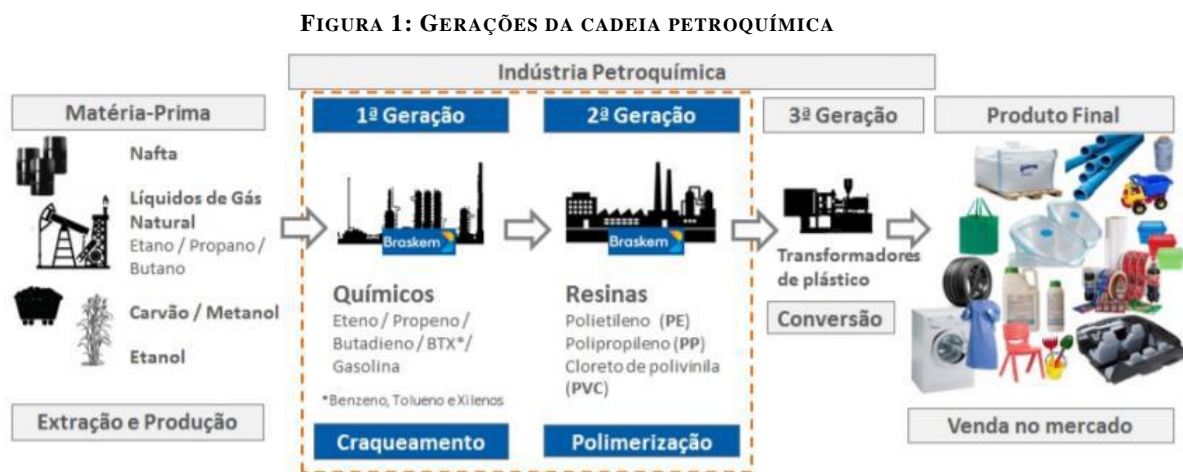 FIGURA 1: GERAÇÕES DA CADEIA PETROQUÍMICA
Indústria Petroquímica
Matéria-Prima
Nafta
Líquidos de Gás
Natural
Etano / Propano /
Butano
Carvão / Metanol
Etanol
Extração e Produção
1ª Geração
Braskem
Químicos
Eteno / Propeno /
Butadieno / BTX*/
Gasolina
*Benzeno, Tolueno e Xilenos
Craqueamento
2ª Geração
Braskem
Resinas
Polietileno (PE)
Polipropileno (PP)
Cloreto de polivinila
(PVC)
Polimerização
3ª Geração
Transformadores
de plástico
Conversão
Produto Final
Venda no mercado